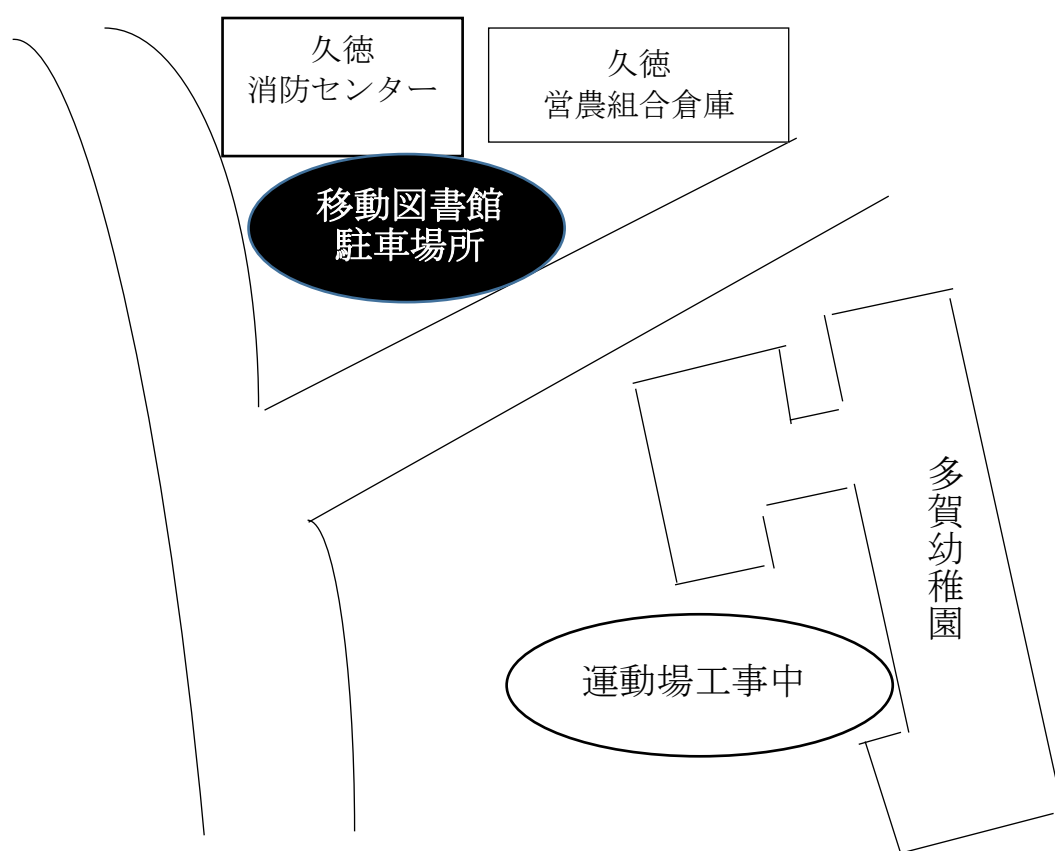 久徳
消防センター
久徳
営農組合倉庫
移動図書館
駐車場所
多賀幼稚園
運動場工事中